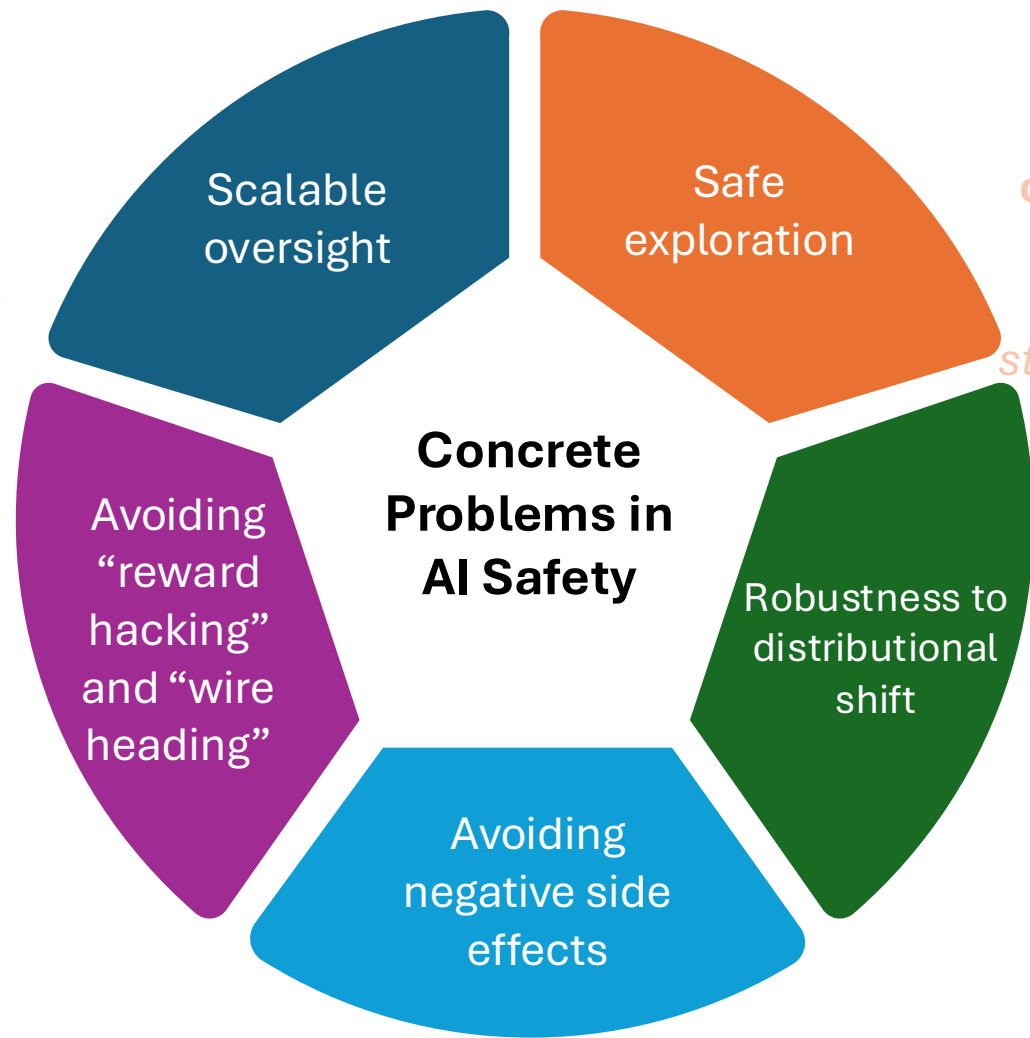 Scalable
oversight
Safe
exploration
Concrete
Problems in
AI Safety
Avoiding
“reward
hacking”
and “wire
heading”
Robustness to
distributional
shift
Avoiding
negative side
effects
st